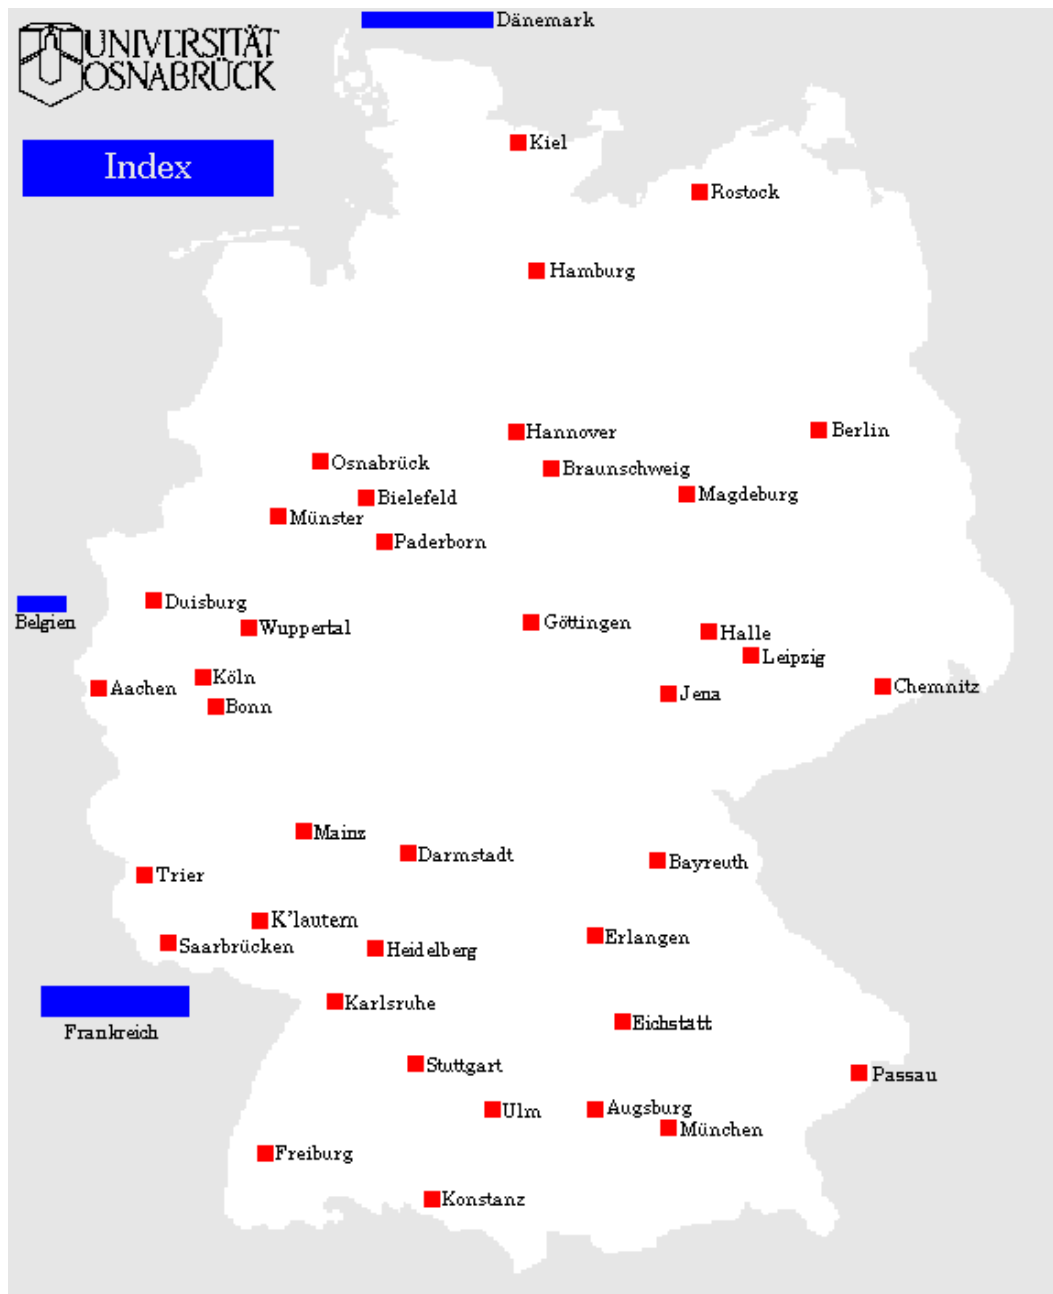 Dänemark
UNIVERSITÄT
OSNABRÜCK
Kiel
Index
Rostock
Hamburg
Hannover
Berlin
Osnabrück
Braunschweig
Bielefeld
Magdeburg
Münster
Paderborn
Duisburg
Belgien
Wuppertal
Göttingen
Halle
Leipzig
Köln
Aachen
Jena
Chemnitz
Bonn
Mainz
Darmstadt
Bayreuth
Trier
K'lautern
Erlangen
Saarbrücken
Heidelberg
Karlsruhe
Eichstätt
Frankreich
Stuttgart
Passau
Ulm
Augsburg
München
Freiburg
Konstanz